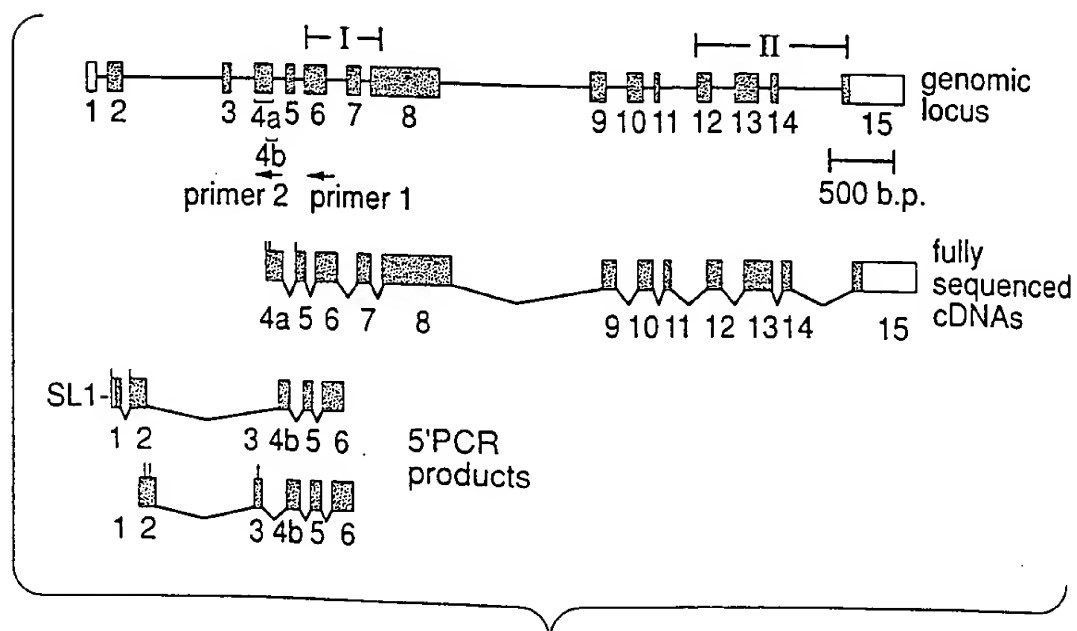 I
II
genomic
locus
1 2 3 4a 5 6 7 8 9 10 11 12 13 14 15
4b
primer 2 primer 1
500 b.p.
fully
sequenced
cDNAs
4a 5 6 7 8 9 10 11 12 13 14 15
SL1-
1 2 3 4b 5 6
5'PCR
products
1 2 3 4b 5 6